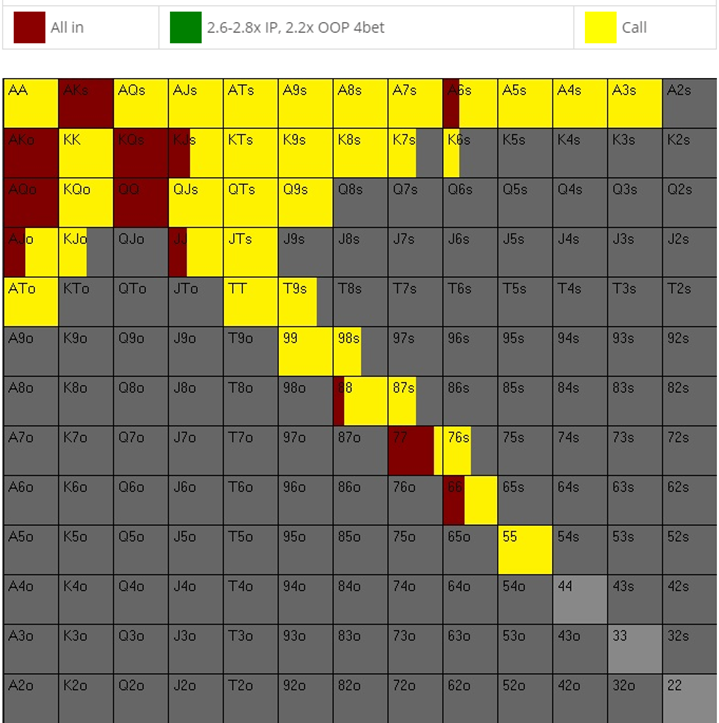 All in 2.6-2.8x IP, 2.2x OOP 4bet Call
AA AKs AQs AJs ATs A9s A8s A7s A6s A5s A4s A3s A2s
AKo KK KQs KJs KTs K9s K8s K7s K6s K5s K4s K3s K2s
AQo KQo QQ QJs QTs Q9s Q8s Q7s Q6s Q5s Q4s Q3s Q2s
AJo KJo QJo JJ JTs J9s J8s J7s J6s J5s J4s J3s J2s
ATo KTo QTo JTo TT T9s T8s T7s T6s T5s T4s T3s T2s
A9o K9o Q9o J9o T9o 99 98s 97s 96s 95s 94s 93s 92s
A8o K8o Q8o J8o T8o 98o 88 87s 86s 85s 84s 83s 82s
A7o K7o Q7o J7o T7o 97o 87o 77 76s 75s 74s 73s 72s
A6o K6o Q6o J6o T6o 96o 86o 76o 66 65s 64s 63s 62s
A5o K5o Q5o J5o T5o 95o 85o 75o 65o 55 54s 53s 52s
A4o K4o Q4o J4o T4o 94o 84o 74o 64o 54o 44 43s 42s
A3o K3o Q3o J3o T3o 93o 83o 73o 63o 53o 43o 33 32s
A2o K2o Q2o J2o T2o 92o 82o 72o 62o 52o 42o 32o 22